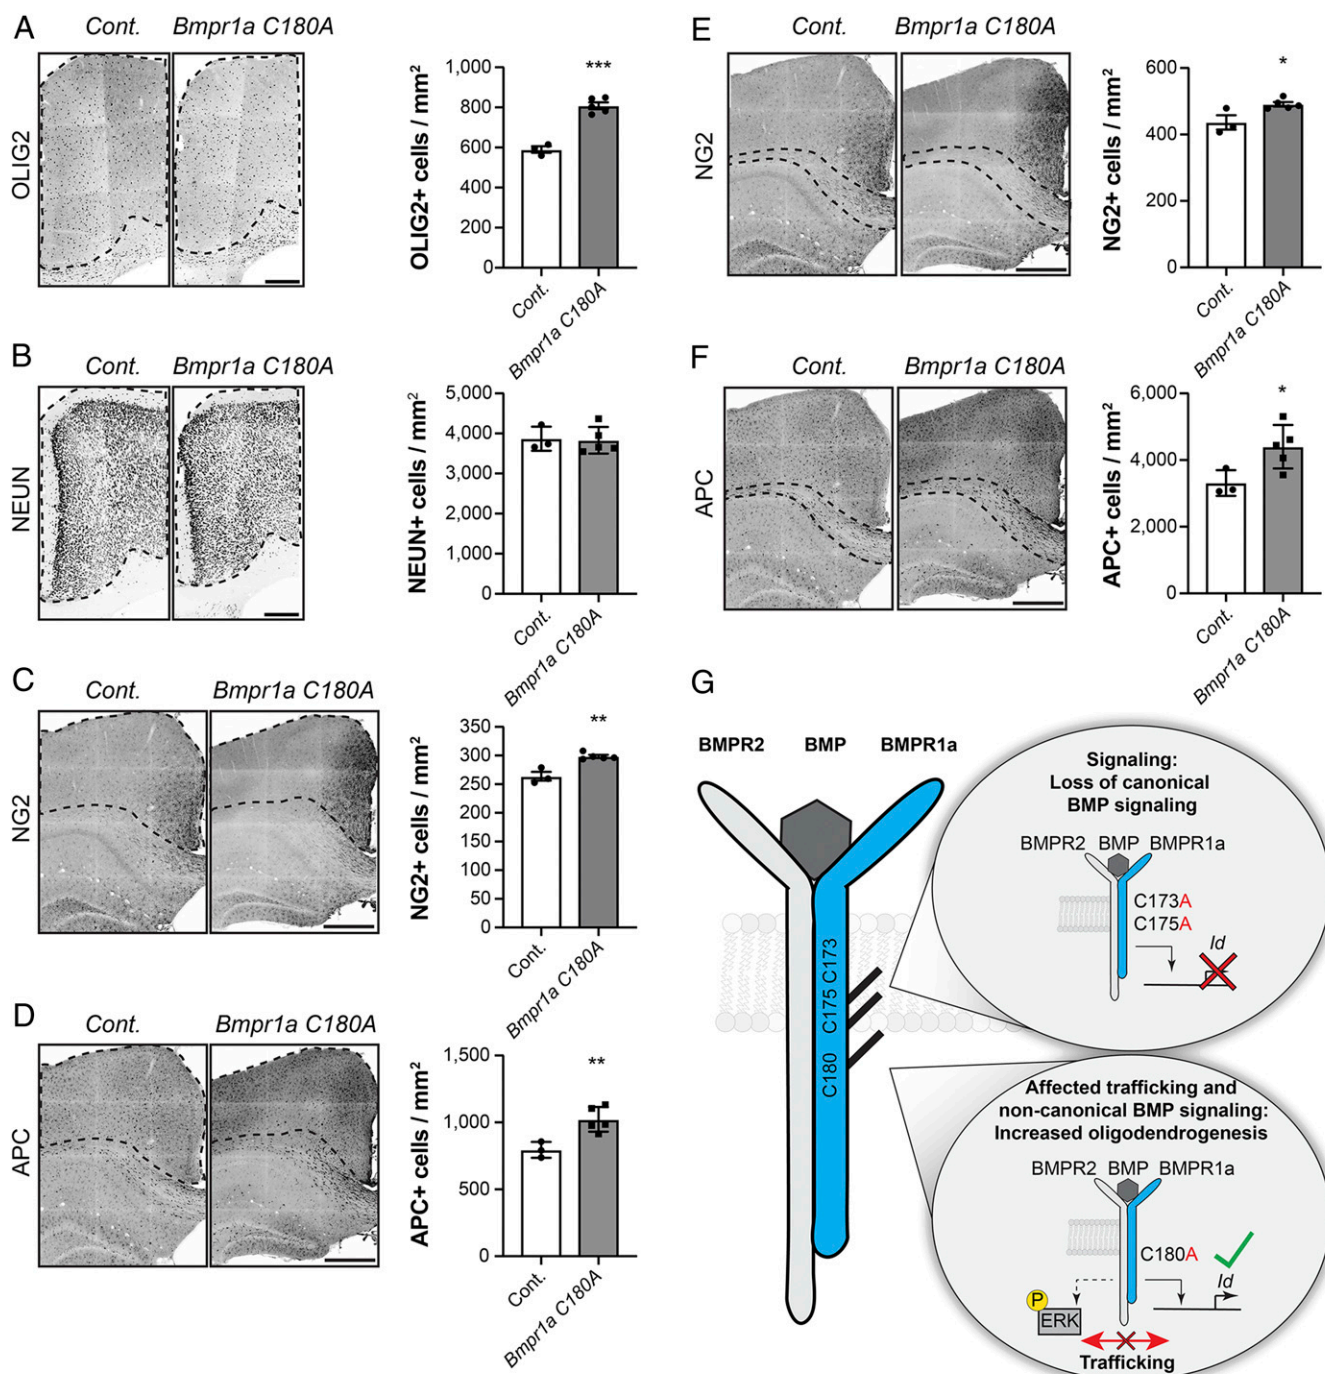 A
Cont.
Bmpr1a C180A
OLIG2
OLIG2+ cells / mm²
1,000
800
600
400
200
0
***
Cont.
Bmpr1a C180A
B
Cont.
Bmpr1a C180A
NEUN
NEUN+ cells / mm²
5,000
4,000
3,000
2,000
1,000
0
Cont.
Bmpr1a C180A
C
Cont.
Bmpr1a C180A
NG2
NG2+ cells / mm²
350
300
250
200
150
100
50
0
**
Cont.
Bmpr1a C180A
D
Cont.
Bmpr1a C180A
APC
APC+ cells / mm²
1,500
1,000
500
0
**
Cont.
Bmpr1a C180A
E
Cont.
Bmpr1a C180A
NG2
NG2+ cells / mm²
600
400
200
0
*
Cont.
Bmpr1a C180A
F
Cont.
Bmpr1a C180A
APC
APC+ cells / mm²
6,000
4,000
2,000
0
*
Cont.
Bmpr1a C180A
G
BMPR2
BMP
BMPR1a
C180 C175 C173
Signaling:
Loss of canonical
BMP signaling
BMPR2 BMP BMPR1a
C173A
C175A
Id
Affected trafficking and
non-canonical BMP signaling:
Increased oligodendrogenesis
BMPR2 BMP BMPR1a
C180A
Id
P
ERK
Trafficking